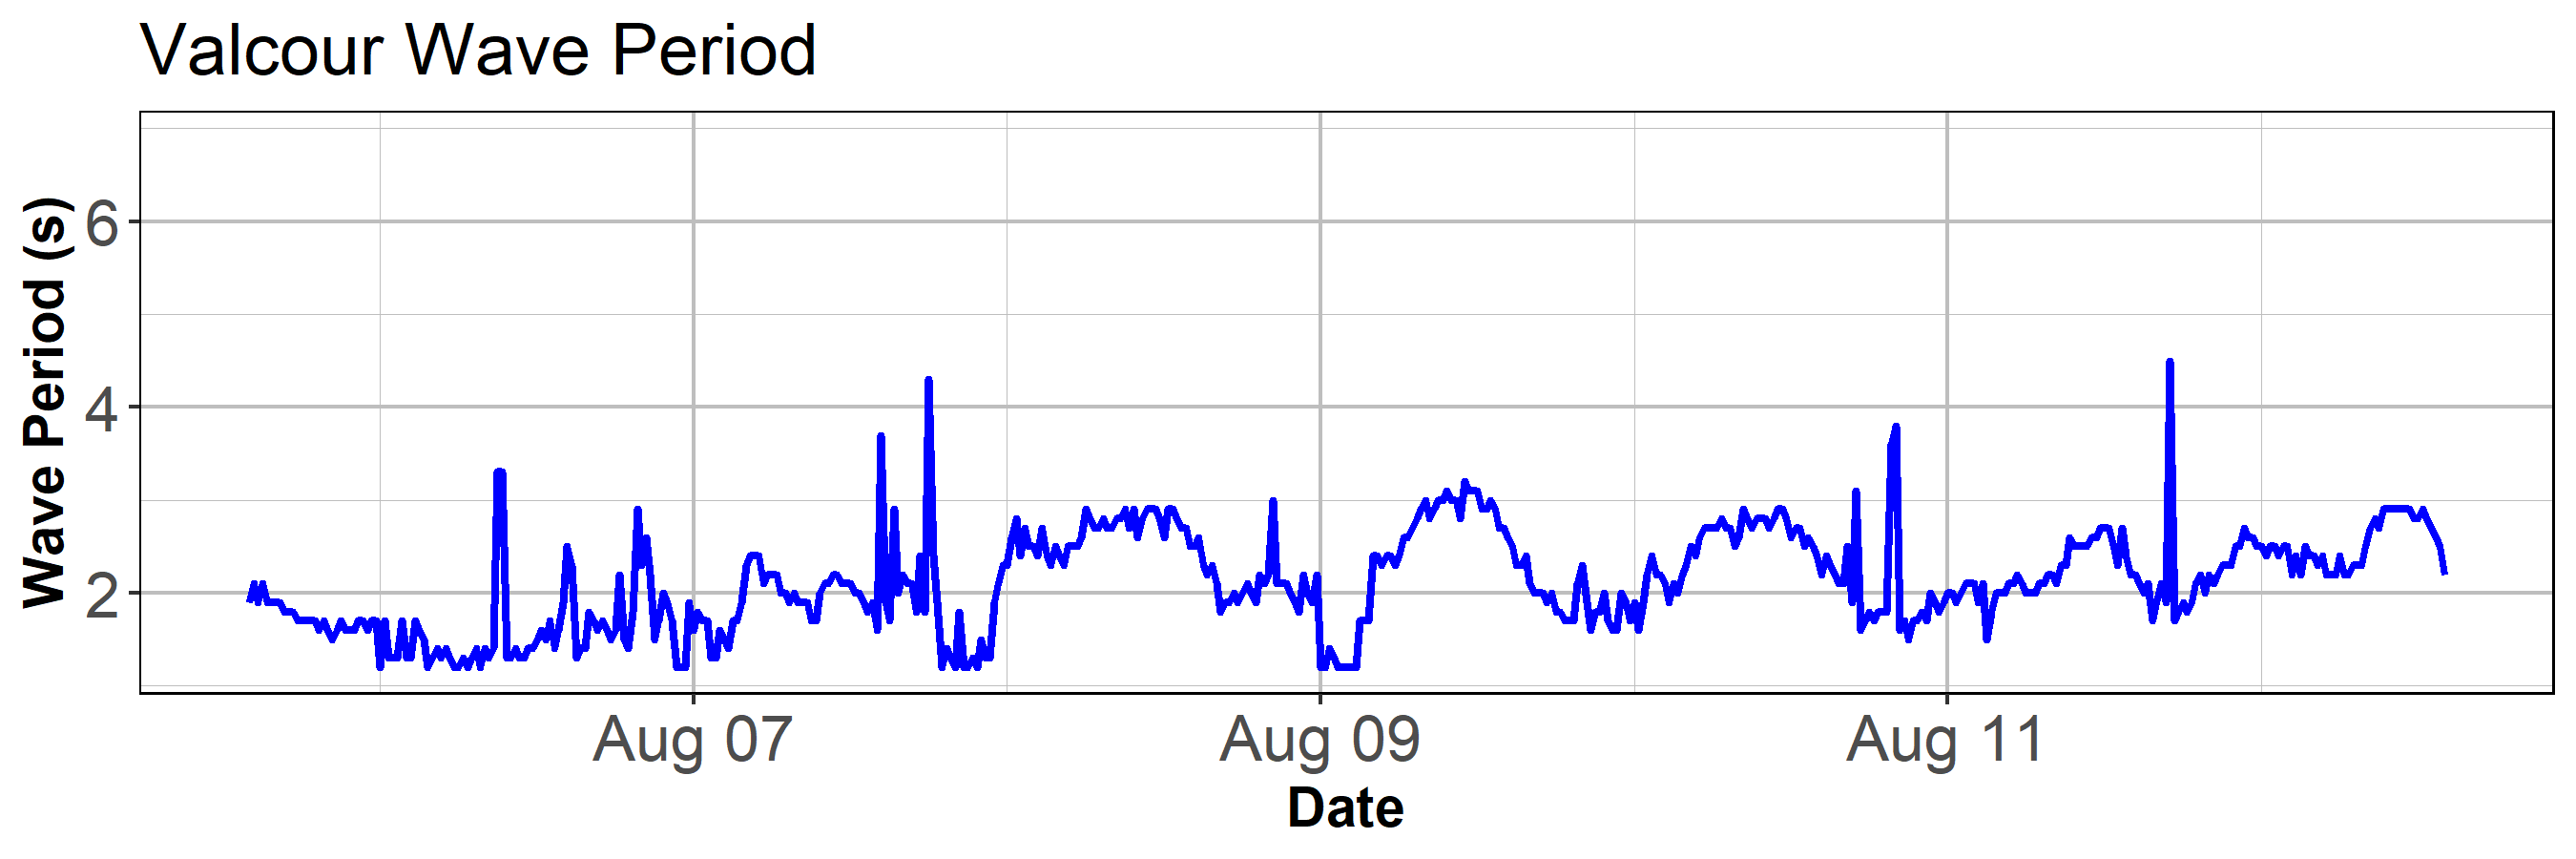 Valcour Wave Period
Wave Period (s)
6
4
2
Aug 07
Aug 09
Aug 11
Date